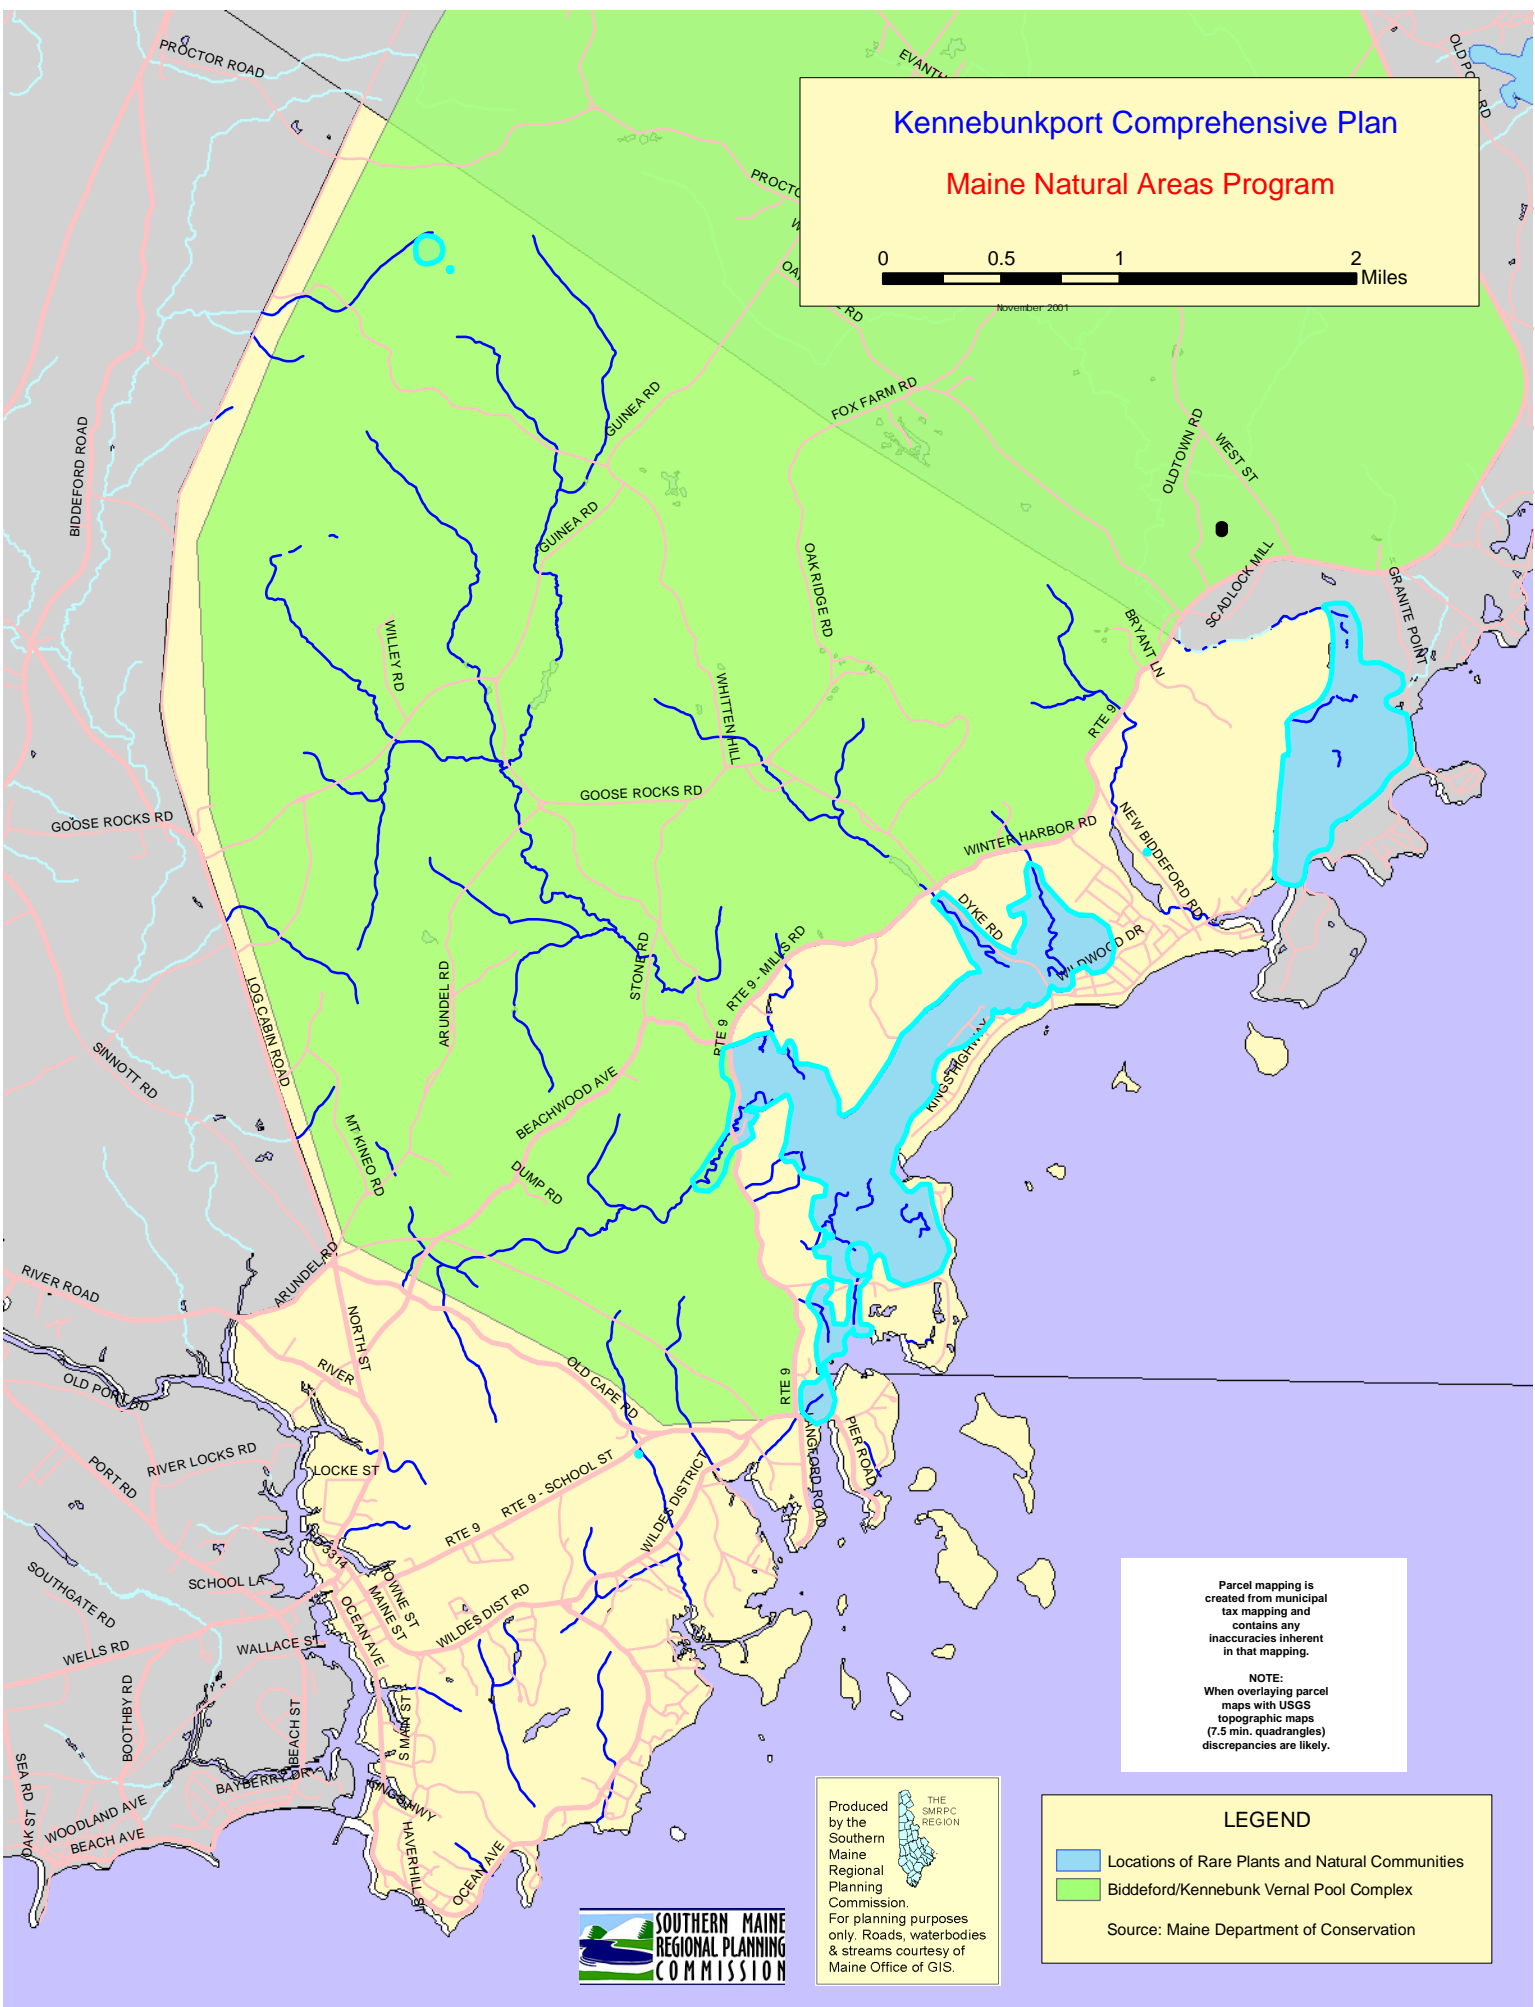 PROCTOR ROAD
EVANTH
OLD PO
RD
Kennebunkport Comprehensive Plan
Maine Natural Areas Program
0 0.5 1 2
Miles
November 2001
PROCTO
W
OA
RD
BIDDEFORD ROAD
GUINEA RD
FOX FARM RD
OLDTOWN RD
WEST ST
GUINEA RD
OAK RIDGE RD
SCADLOCK MILL
GRANITE POINT
BRYANT LN
WILLEY RD
WHITTEN HILL
RTE 9
GOOSE ROCKS RD
GOOSE ROCKS RD
WINTER HARBOR RD
NEW BIDDEFORD RD
DYKE RD
WILDWOOD DR
STONE RD
RTE 9 - MILLS RD
ARUNDEL RD
LOG CABIN ROAD
RTE 9
SINNOTT RD
KINGS HIGHWAY
BEACHWOOD AVE
MT KINEO RD
DUMP RD
ARUNDEL RD
RIVER ROAD
NORTH ST
RIVER
OLD PORT RD
OLD CAPE RD
RTE 9
LANGFORD ROAD
PIER ROAD
RIVER LOCKS RD
PORT RD
LOCKE ST
RTE 9 - SCHOOL ST
RTE 9
WILDES DISTRICT
RD 3314
SCHOOL LA
SOUTHGATE RD
TOWNE ST
MAINE ST
OCEAN AVE
WILDES DIST RD
WELLS RD
WALLACE ST
BOOTHBY RD
BEACH ST
S MAIN ST
SEA RD
BAYBERRY DR
KINGS HWY
WOODLAND AVE
OAK ST
BEACH AVE
HAVERHILL ST
OCEAN AVE
Parcel mapping is
created from municipal
tax mapping and
contains any
inaccuracies inherent
in that mapping.
NOTE:
When overlaying parcel
maps with USGS
topographic maps
(7.5 min. quadrangles)
discrepancies are likely.
Produced
by the
Southern
Maine
Regional
Planning
Commission.
For planning purposes
only. Roads, waterbodies
& streams courtesy of
Maine Office of GIS.
THE
SMRPC
REGION
LEGEND
Locations of Rare Plants and Natural Communities
Biddeford/Kennebunk Vernal Pool Complex
Source: Maine Department of Conservation
SOUTHERN MAINE
REGIONAL PLANNING
COMMISSION